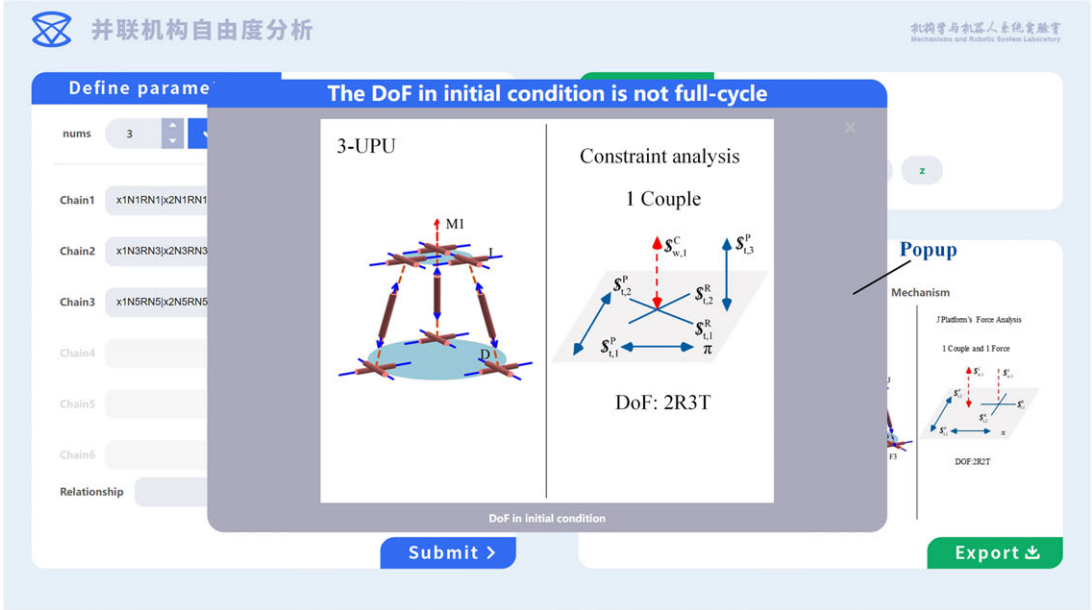 并联机构自由度分析
机构学与机器人系统实验室
Mechanisms and Robotic System Laboratory
Define parame
The DoF in initial condition is not full-cycle
×
nums 3
Chain1 x1N1RN1|x2N1RN1
Chain2 x1N3RN3|x2N3RN3
Chain3 x1N5RN5|x2N5RN5
Chain4
Chain5
Chain6
Relationship
Submit >
3-UPU
M1
J
D
Constraint analysis
1 Couple
$C w,1
$P t,3
$P t,2
$R t,2
$R t,1
$P t,1
π
DoF: 2R3T
DoF in initial condition
z
Popup
Mechanism
J Platform's Force Analysis
1 Couple and 1 Force
π
F3
DOF:2R2T
Export